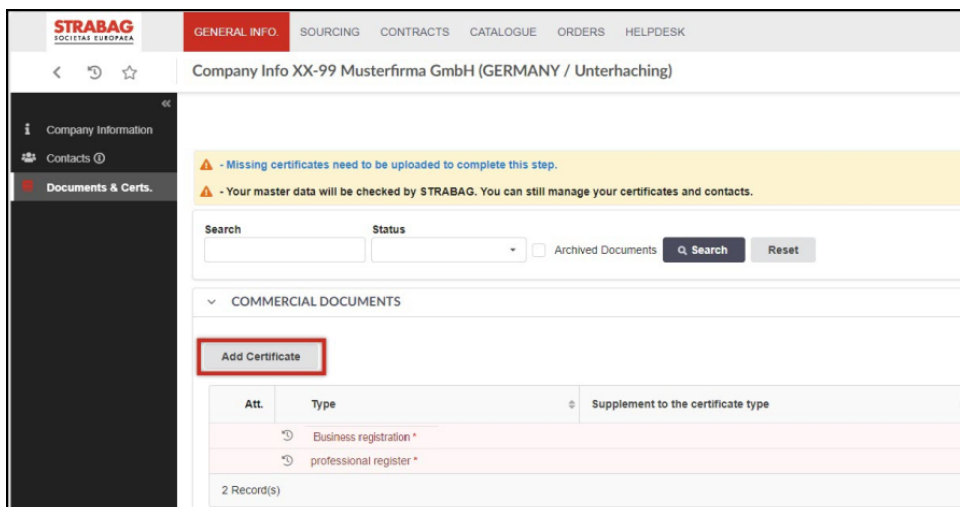 STRABAG
SOCIETAS EUROPAEA
GENERAL INFO. SOURCING CONTRACTS CATALOGUE ORDERS HELPDESK
Company Info XX-99 Musterfirma GmbH (GERMANY / Unterhaching)
Company Information
Contacts
Documents & Certs.
- Missing certificates need to be uploaded to complete this step.
- Your master data will be checked by STRABAG. You can still manage your certificates and contacts.
Search Status
Archived Documents Search Reset
COMMERCIAL DOCUMENTS
Add Certificate
Att. Type Supplement to the certificate type
Business registration *
professional register *
2 Record(s)